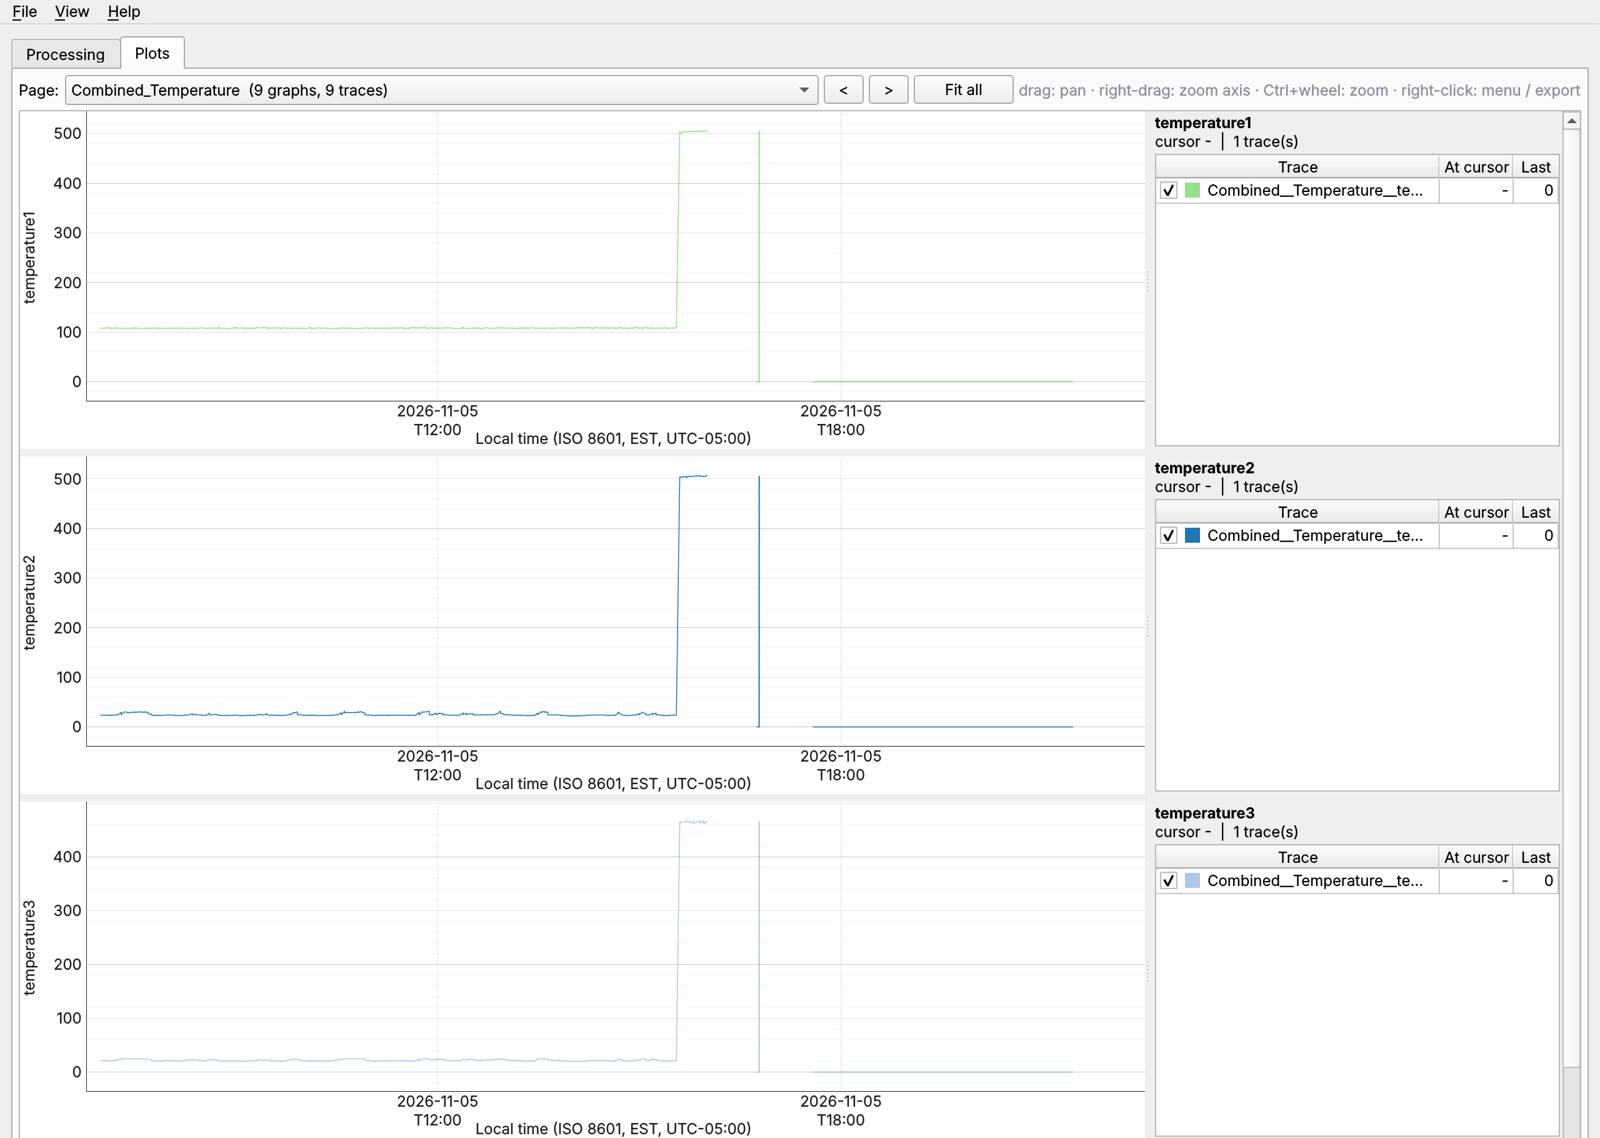 File View Help
Processing Plots
Page: Combined_Temperature (9 graphs, 9 traces) < > Fit all drag: pan · right-drag: zoom axis · Ctrl+wheel: zoom · right-click: menu / export
temperature1
500
400
300
200
100
0
2026-11-05
T12:00
2026-11-05
T18:00
Local time (ISO 8601, EST, UTC-05:00)
temperature1
cursor - | 1 trace(s)
Trace At cursor Last
Combined__Temperature__te... - 0
temperature2
500
400
300
200
100
0
2026-11-05
T12:00
2026-11-05
T18:00
Local time (ISO 8601, EST, UTC-05:00)
temperature2
cursor - | 1 trace(s)
Trace At cursor Last
Combined__Temperature__te... - 0
temperature3
400
300
200
100
0
2026-11-05
T12:00
2026-11-05
T18:00
Local time (ISO 8601, EST, UTC-05:00)
temperature3
cursor - | 1 trace(s)
Trace At cursor Last
Combined__Temperature__te... - 0